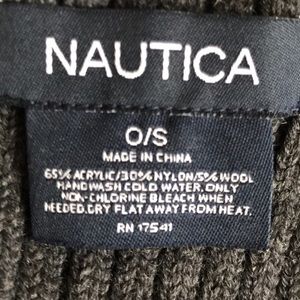 NAUTICA
O/S
MADE IN CHINA
65% ACRYLIC/30% NYLON/5% WOOL
HANDWASH COLD WATER. ONLY
NON-CHLORINE BLEACH WHEN
NEEDED.DRY FLAT AWAY FROM HEAT.
RN 17541